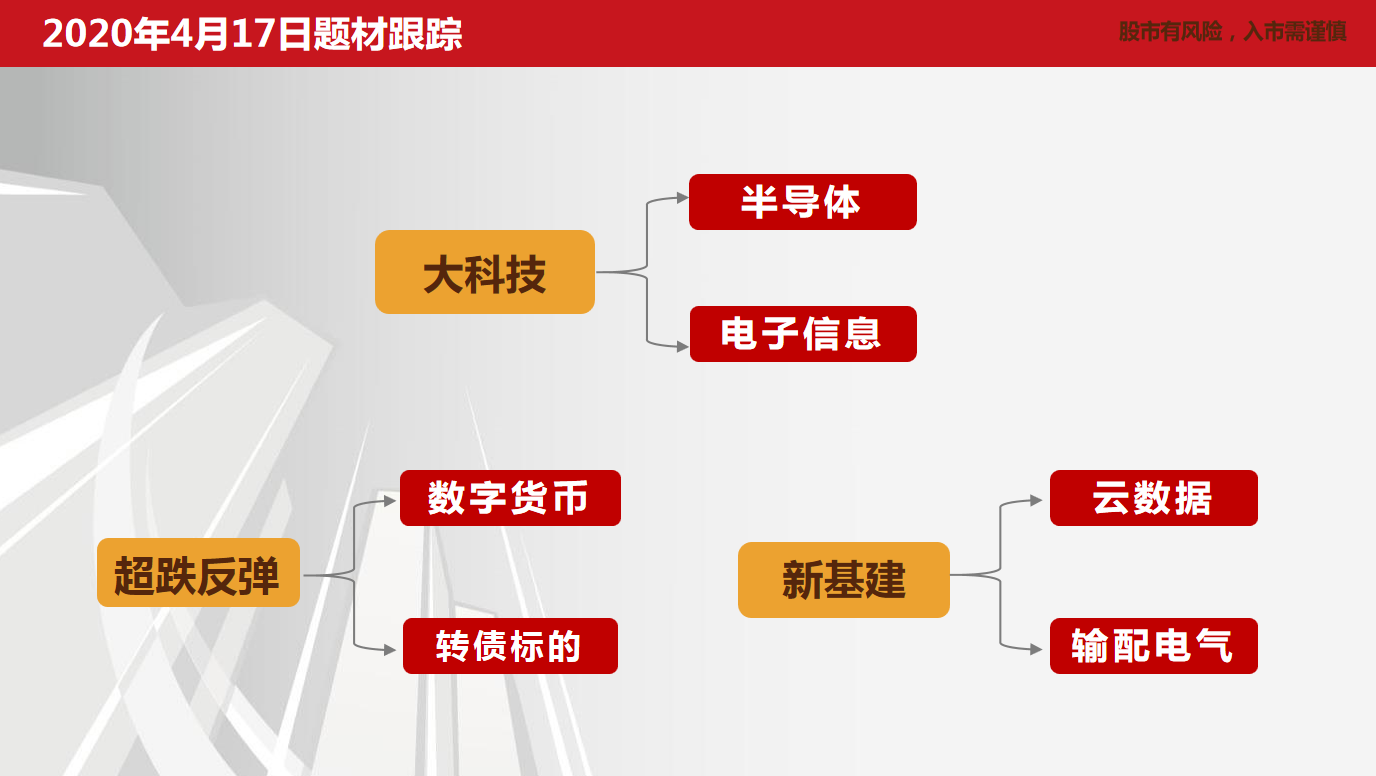 2020年4月17日题材跟踪
股市有风险，入市需谨慎
大科技
半导体
电子信息
超跌反弹
数字货币
转债标的
新基建
云数据
输配电气